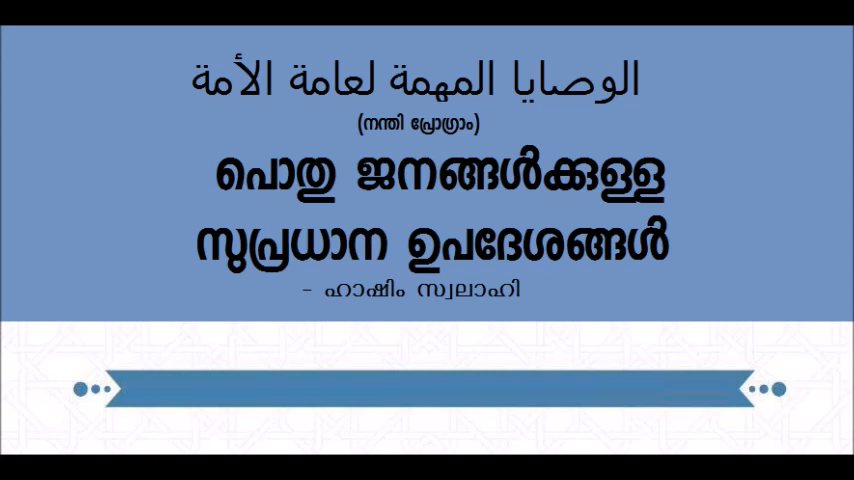 الوصايا المهمة لعامة الأمة
(നന്തി പ്രോഗ്രാം)
പൊതു ജനങ്ങൾക്കുള്ള
സുപ്രധാന ഉപദേശങ്ങൾ
- ഹാഷിം സ്വലാഹി